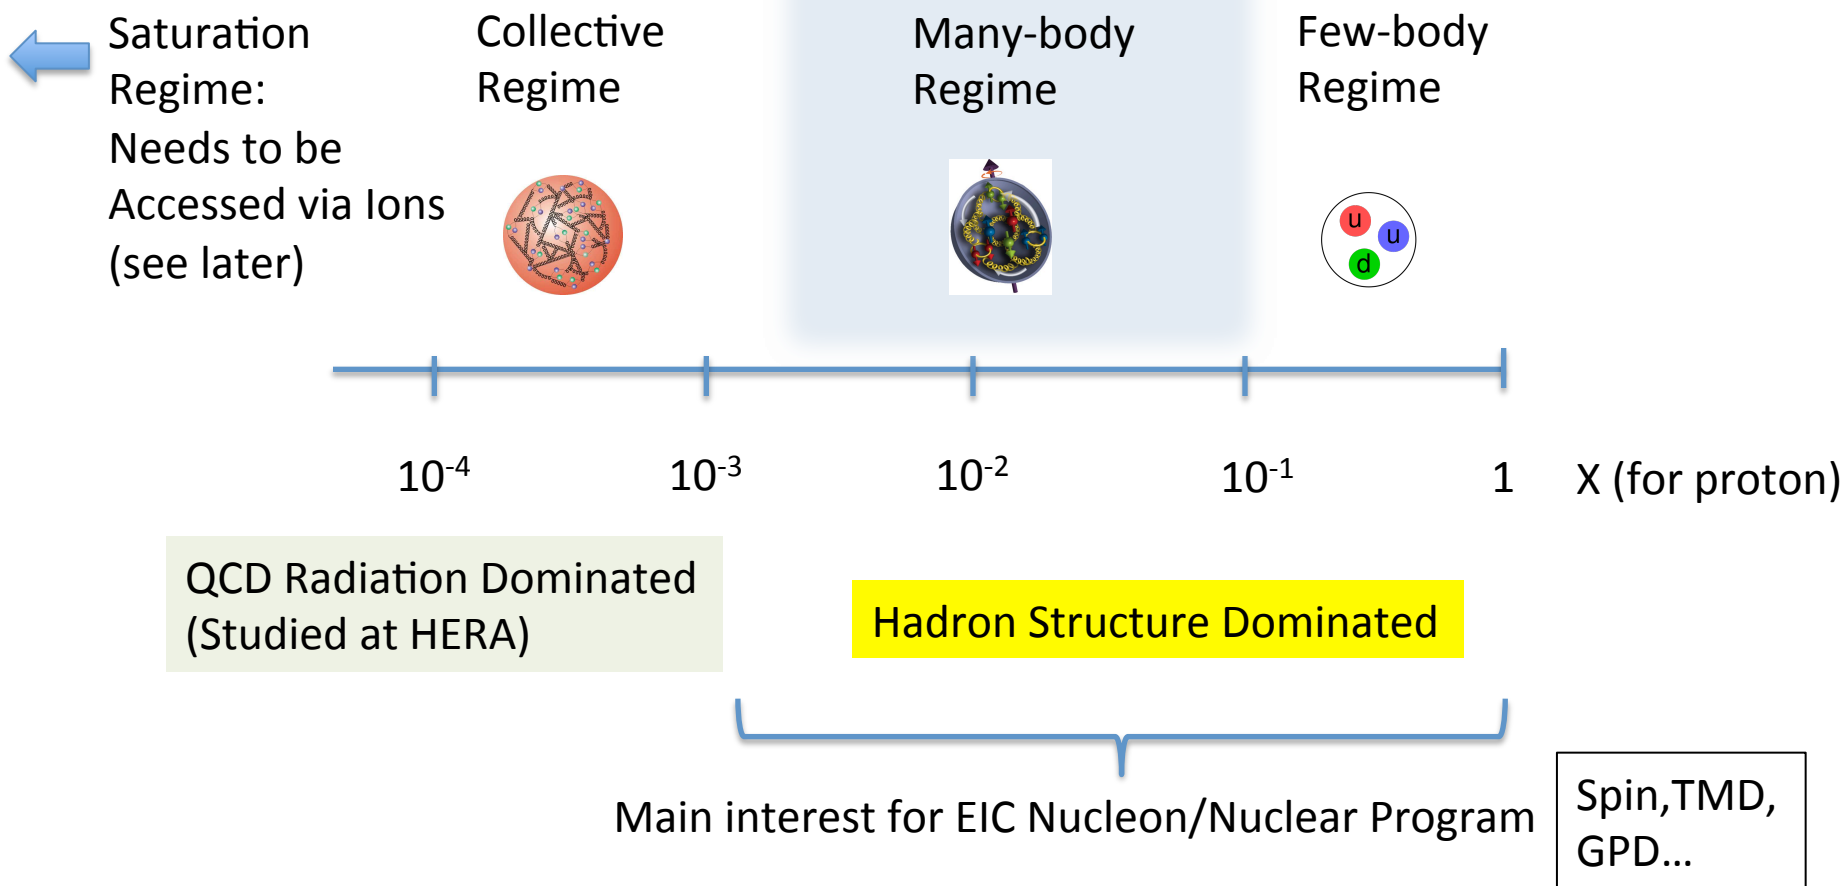 Saturation
Regime:
Needs to be
Accessed via Ions
(see later)
Collective
Regime
Many-body
Regime
Few-body
Regime
u
u
d
10⁻⁴
10⁻³
10⁻²
10⁻¹
1
X (for proton)
QCD Radiation Dominated
(Studied at HERA)
Hadron Structure Dominated
Main interest for EIC Nucleon/Nuclear Program
Spin,TMD,
GPD...